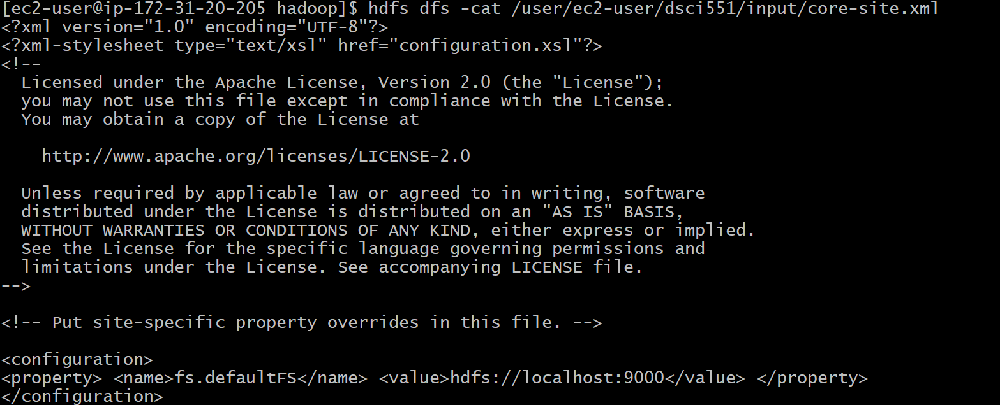 [ec2-user@ip-172-31-20-205 hadoop]$ hdfs dfs -cat /user/ec2-user/dsci551/input/core-site.xml
<?xml version="1.0" encoding="UTF-8"?>
<?xml-stylesheet type="text/xsl" href="configuration.xsl"?>
<!--
  Licensed under the Apache License, Version 2.0 (the "License");
  you may not use this file except in compliance with the License.
  You may obtain a copy of the License at

    http://www.apache.org/licenses/LICENSE-2.0

  Unless required by applicable law or agreed to in writing, software
  distributed under the License is distributed on an "AS IS" BASIS,
  WITHOUT WARRANTIES OR CONDITIONS OF ANY KIND, either express or implied.
  See the License for the specific language governing permissions and
  limitations under the License. See accompanying LICENSE file.
-->

<!-- Put site-specific property overrides in this file. -->

<configuration>
<property> <name>fs.defaultFS</name> <value>hdfs://localhost:9000</value> </property>
</configuration>